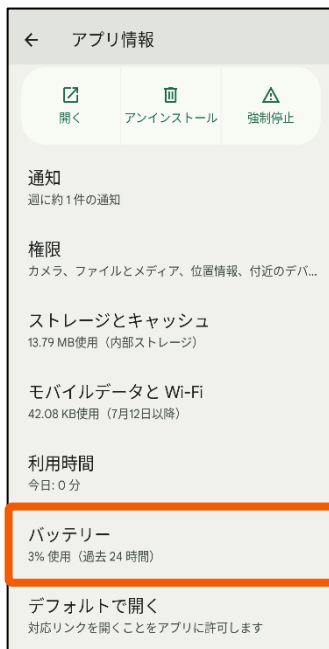 アプリ情報
開く
アンインストール
強制停止
通知
週に約1件の通知
権限
カメラ、ファイルとメディア、位置情報、付近のデバ...
ストレージとキャッシュ
13.79 MB使用（内部ストレージ）
モバイルデータと Wi-Fi
42.08 KB使用（7月12日以降）
利用時間
今日: 0 分
バッテリー
3% 使用（過去 24 時間）
デフォルトで開く
対応リンクを開くことをアプリに許可します